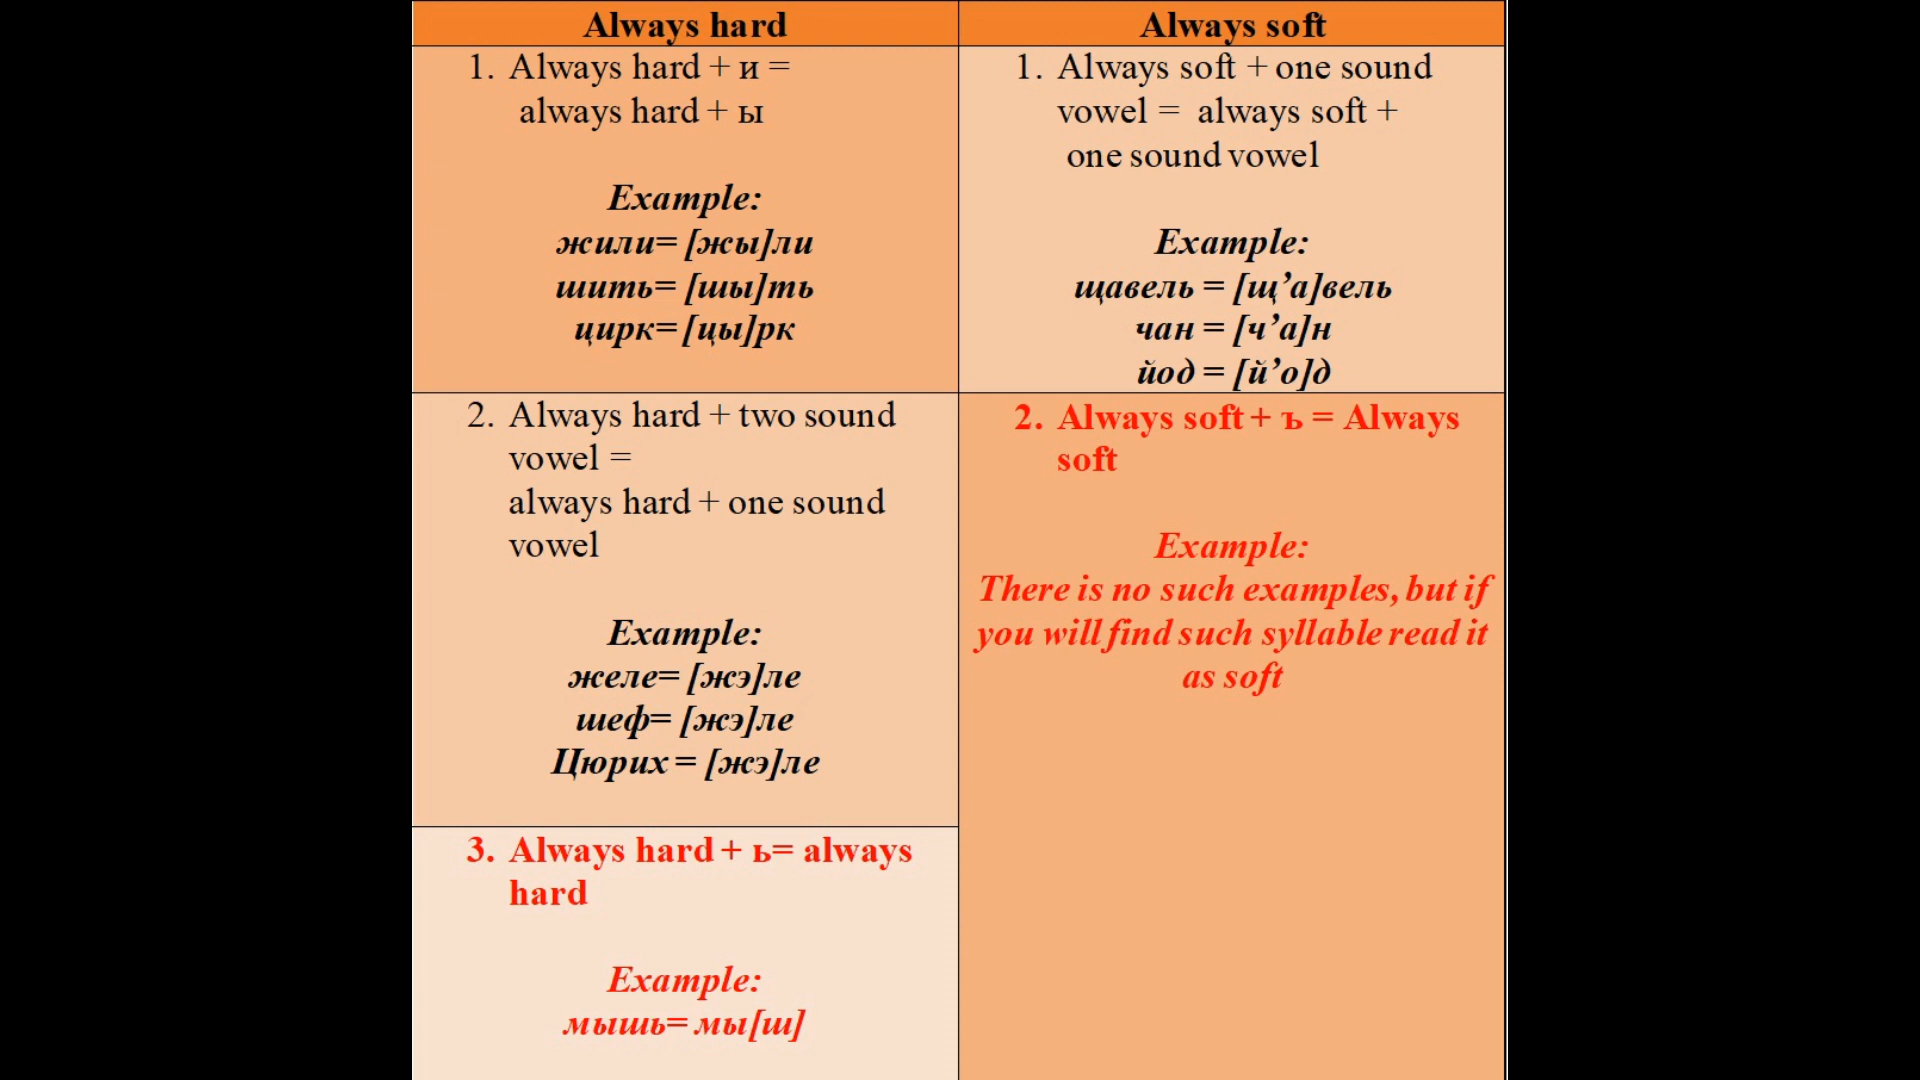 Always hard
1. Always hard + и =
always hard + ы
Example:
жили= [жы]ли
шить= [шы]ть
цирк= [цы]рк
2. Always hard + two sound
vowel =
always hard + one sound
vowel
Example:
желе= [жэ]ле
шеф= [жэ]ле
Цюрих = [жэ]ле
3. Always hard + ь= always
hard
Example:
мышь= мы[ш]
Always soft
1. Always soft + one sound
vowel = always soft +
one sound vowel
Example:
щавель = [щ’а]вель
чан = [ч’а]н
йод = [й’о]д
2. Always soft + ъ = Always
soft
Example:
There is no such examples, but if
you will find such syllable read it
as soft